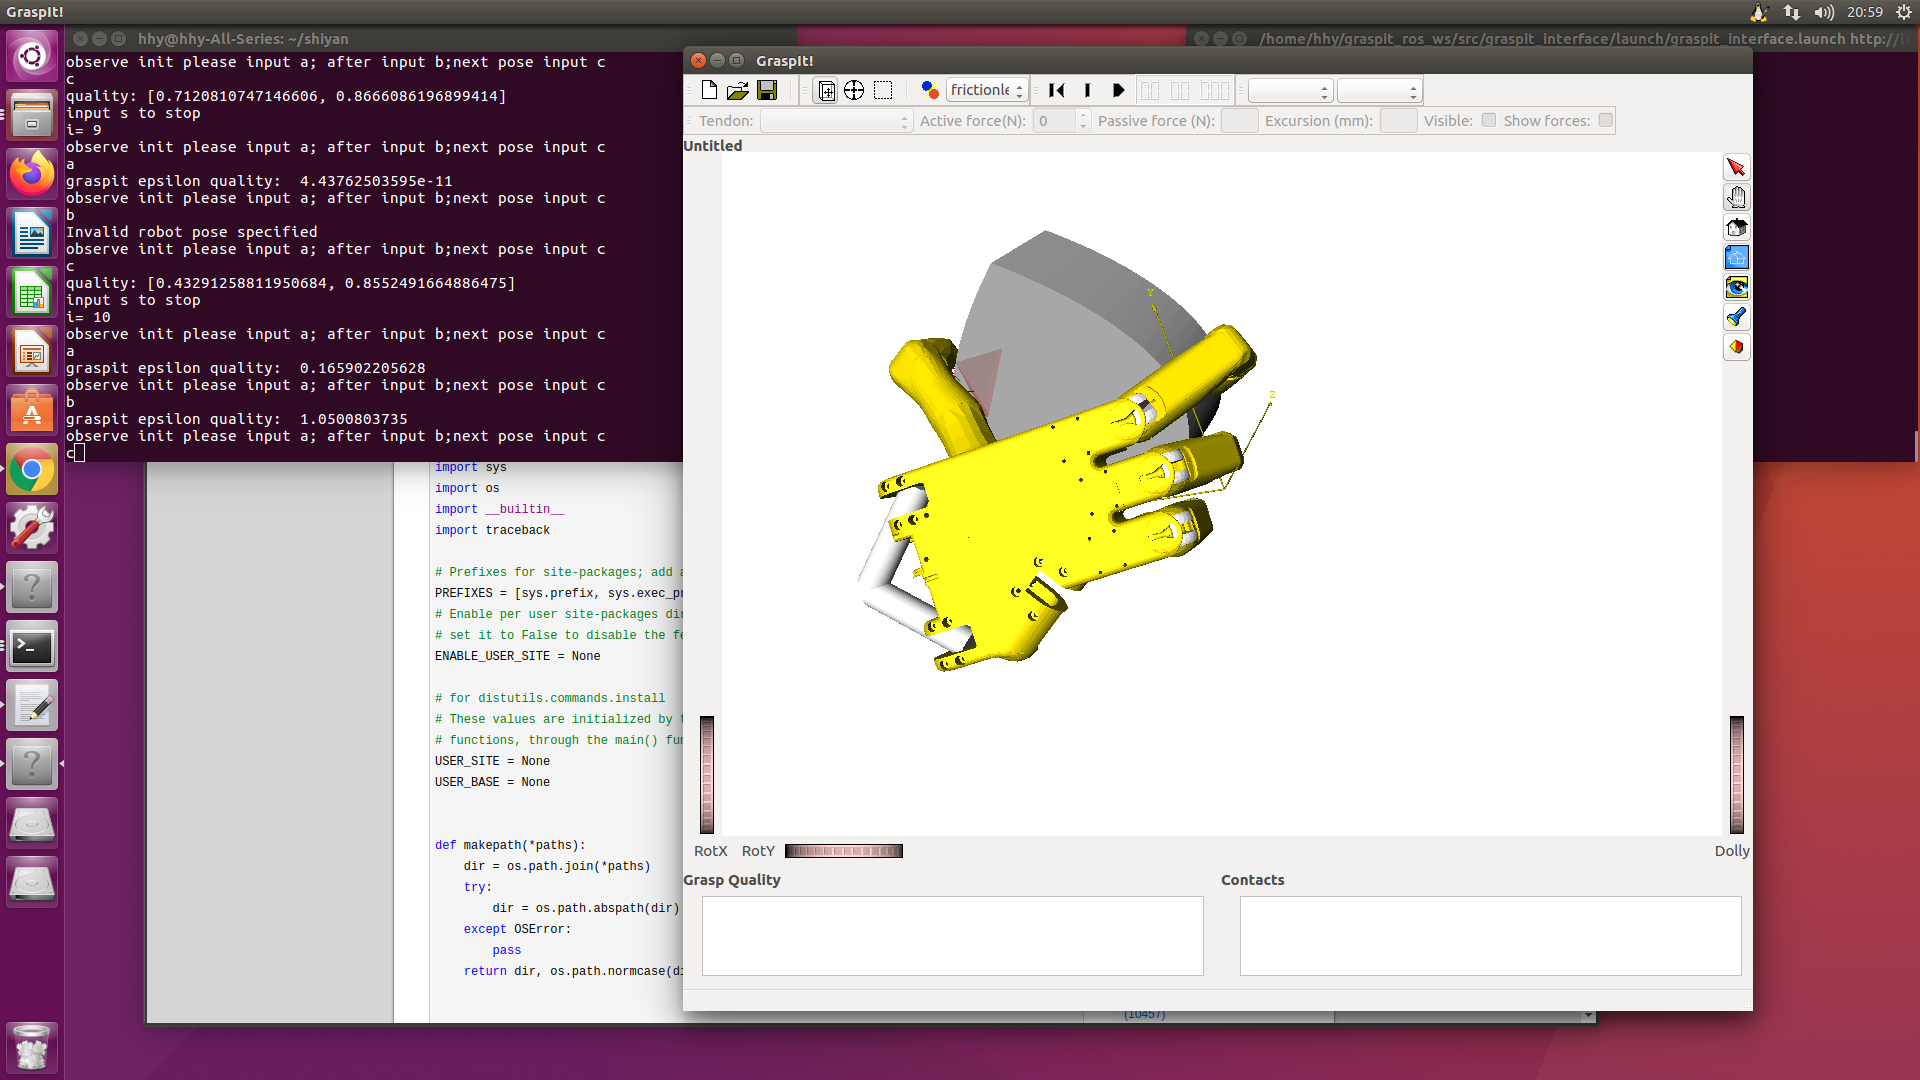 GraspIt!
20:59
hhy@hhy-All-Series: ~/shiyan
/home/hhy/graspit_ros_ws/src/graspit_interface/launch/graspit_interface.launch http://l
observe init please input a; after input b;next pose input c
c
quality: [0.7120810747146606, 0.8666086196899414]
input s to stop
i= 9
observe init please input a; after input b;next pose input c
a
graspit epsilon quality:  4.43762503595e-11
observe init please input a; after input b;next pose input c
b
Invalid robot pose specified
observe init please input a; after input b;next pose input c
c
quality: [0.43291258811950684, 0.8552491664886475]
input s to stop
i= 10
observe init please input a; after input b;next pose input c
a
graspit epsilon quality:  0.165902205628
observe init please input a; after input b;next pose input c
b
graspit epsilon quality:  1.0500803735
observe init please input a; after input b;next pose input c
c
import sys
import os
import __builtin__
import traceback
# Prefixes for site-packages; add a
PREFIXES = [sys.prefix, sys.exec_pr
# Enable per user site-packages dir
# set it to False to disable the fe
ENABLE_USER_SITE = None
# for distutils.commands.install
# These values are initialized by t
# functions, through the main() fun
USER_SITE = None
USER_BASE = None
def makepath(*paths):
dir = os.path.join(*paths)
try:
dir = os.path.abspath(dir)
except OSError:
pass
return dir, os.path.normcase(di
GraspIt!
frictionle
Tendon:
Active force(N):
0
Passive force (N):
Excursion (mm):
Visible:
Show forces:
Untitled
Y
Z
RotX
RotY
Dolly
Grasp Quality
Contacts
(10457)